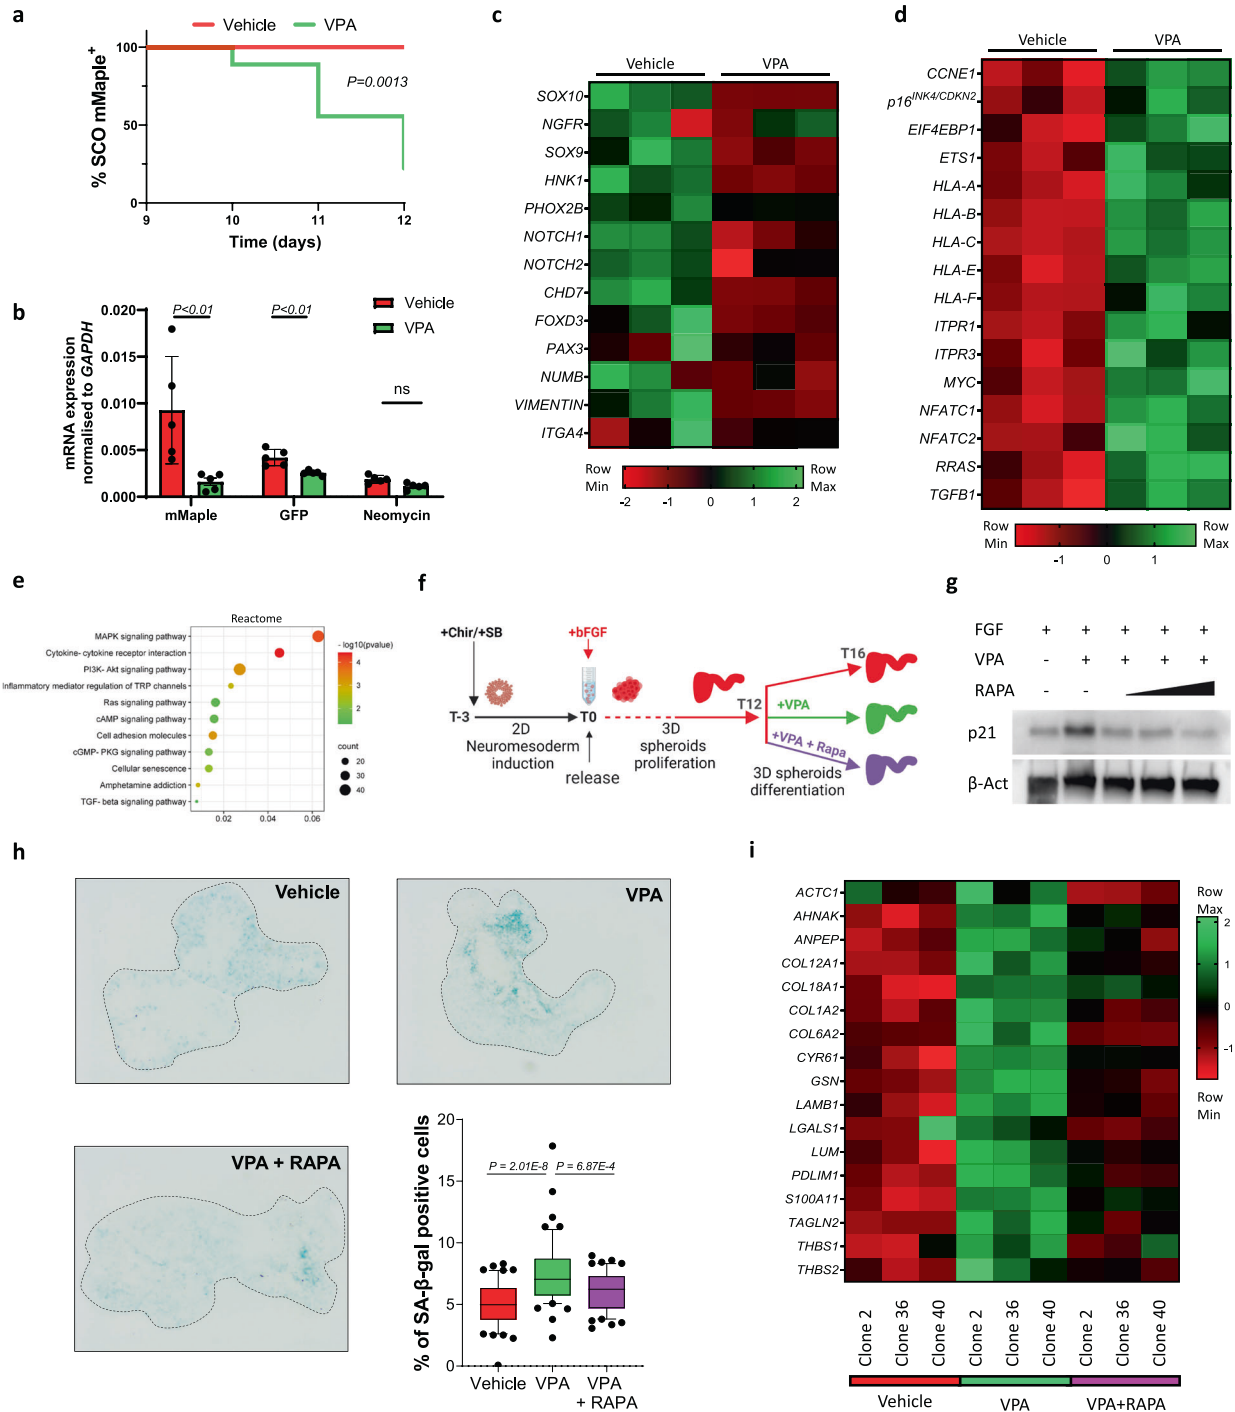 a
Vehicle VPA
% SCO mMaple+
100
50
0
P=0.0013
9 10 11 12
Time (days)
b
mRNA expression
normalised to GAPDH
0.020
0.015
0.010
0.005
0.000
P<0.01
P<0.01
ns
Vehicle
VPA
mMaple GFP Neomycin
c
Vehicle VPA
SOX10
NGFR
SOX9
HNK1
PHOX2B
NOTCH1
NOTCH2
CHD7
FOXD3
PAX3
NUMB
VIMENTIN
ITGA4
Row Min
Row Max
-2 -1 0 1 2
d
Vehicle VPA
CCNE1
p16INK4/CDKN2
EIF4EBP1
ETS1
HLA-A
HLA-B
HLA-C
HLA-E
HLA-F
ITPR1
ITPR3
MYC
NFATC1
NFATC2
RRAS
TGFB1
Row Min
Row Max
-1 0 1
e
Reactome
MAPK signaling pathway
Cytokine- cytokine receptor interaction
PI3K- Akt signaling pathway
Inflammatory mediator regulation of TRP channels
Ras signaling pathway
cAMP signaling pathway
Cell adhesion molecules
cGMP- PKG signaling pathway
Cellular senescence
Amphetamine addiction
TGF- beta signaling pathway
0.02 0.04 0.06
- log10(pvalue)
4
3
2
count
20
30
40
f
+Chir/+SB
+bFGF
T-3
T0
T12
T16
2D
Neuromesoderm
induction
release
3D
spheroids
proliferation
+VPA
+VPA + Rapa
3D spheroids
differentiation
g
FGF + + + + +
VPA - + + + +
RAPA - -
p21
β-Act
h
Vehicle
VPA
VPA + RAPA
% of SA-β-gal positive cells
20
15
10
5
0
P = 2.01E-8 P = 6.87E-4
Vehicle VPA VPA
+ RAPA
i
ACTC1
AHNAK
ANPEP
COL12A1
COL18A1
COL1A2
COL6A2
CYR61
GSN
LAMB1
LGALS1
LUM
PDLIM1
S100A11
TAGLN2
THBS1
THBS2
Row
Max
2
1
0
-1
Row
Min
Clone 2 Clone 36 Clone 40 Clone 2 Clone 36 Clone 40 Clone 2 Clone 36 Clone 40
Vehicle VPA VPA+RAPA